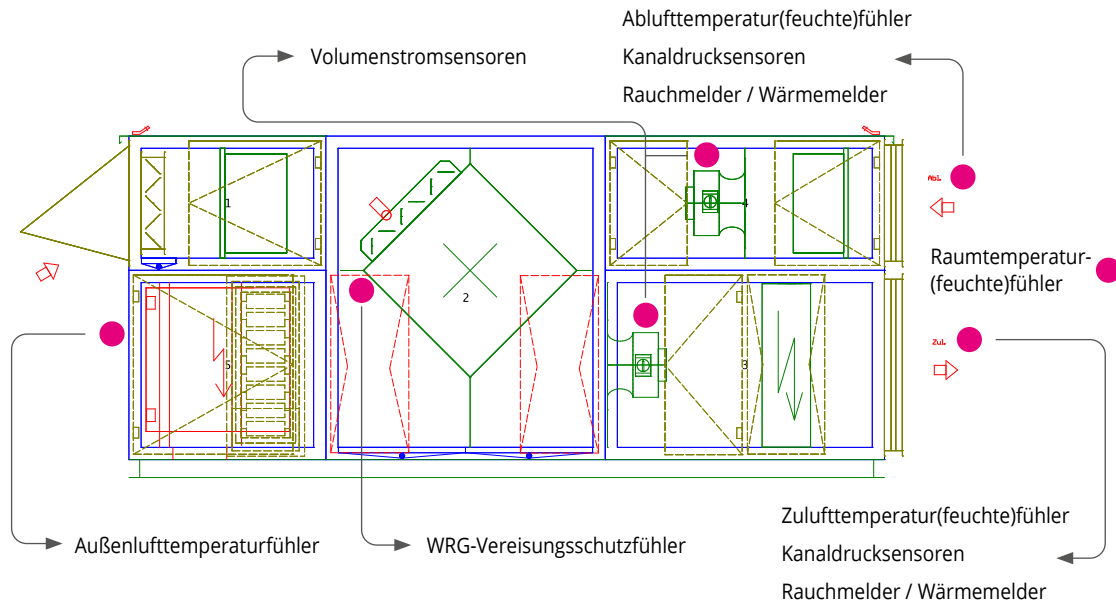 Ablufttemperatur(feuchte)fühler
Volumenstromsensoren
Kanaldrucksensoren
Rauchmelder / Wärmemelder
Abl.
1
4
Raumtemperatur-
(feuchte)fühler
2
Zul.
5
3
Zulufttemperatur(feuchte)fühler
Außenlufttemperaturfühler
WRG-Vereisungsschutzfühler
Kanaldrucksensoren
Rauchmelder / Wärmemelder